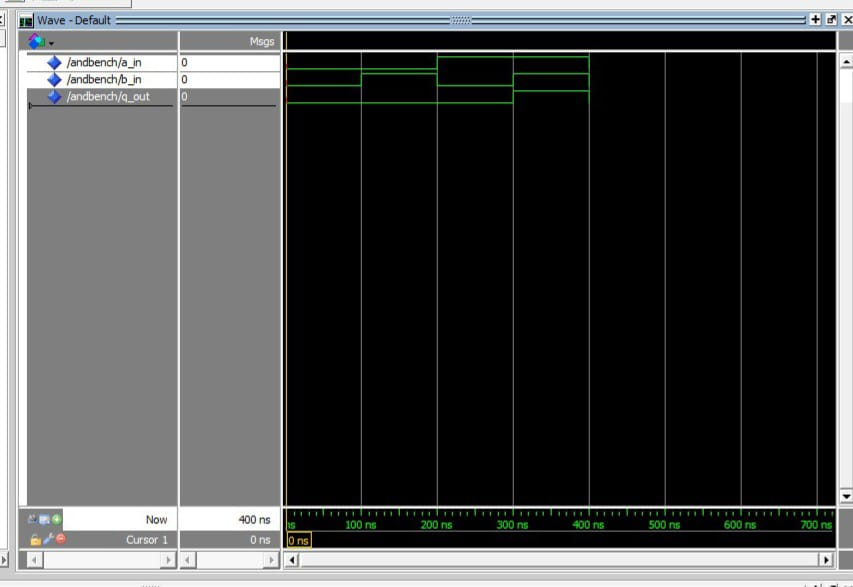 Wave - Default
Msgs
/andbench/a_in 0
/andbench/b_in 0
/andbench/q_out 0
Now 400 ns
ns 100 ns 200 ns 300 ns 400 ns 500 ns 600 ns 700 ns
Cursor 1 0 ns
0 ns